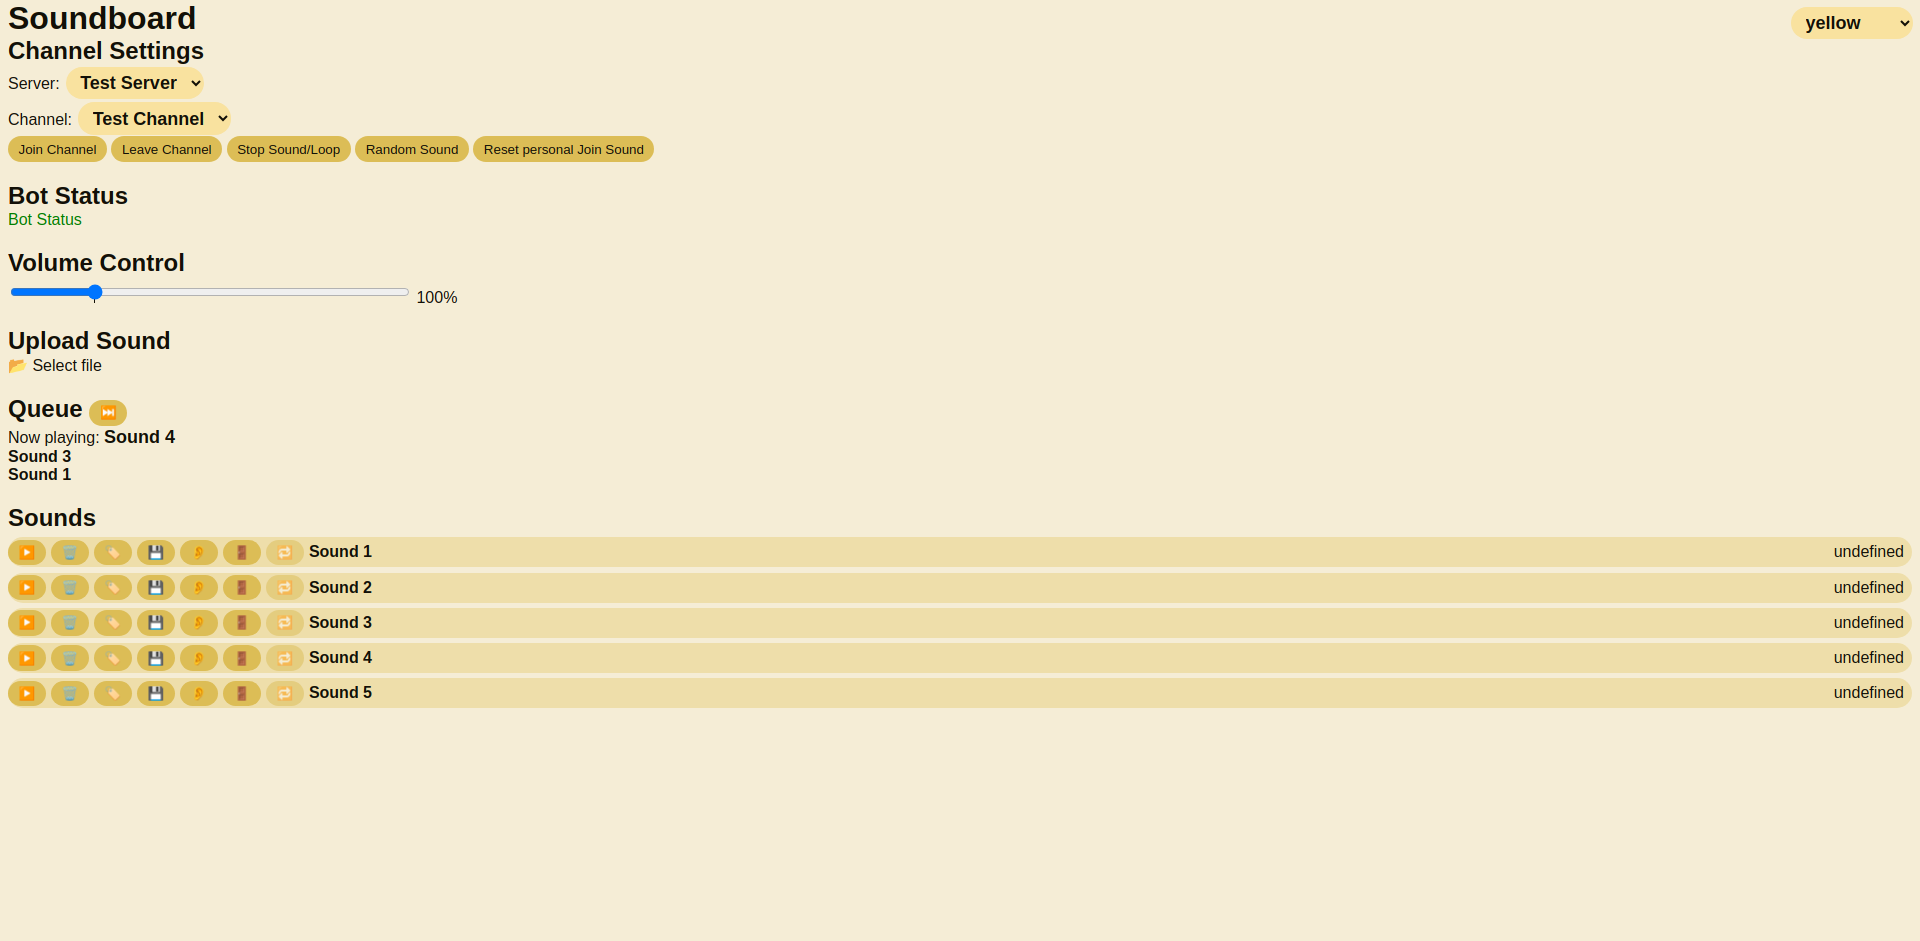 Soundboard
yellow
Channel Settings
Server: Test Server
Channel: Test Channel
Join Channel Leave Channel Stop Sound/Loop Random Sound Reset personal Join Sound
Bot Status
Bot Status
Volume Control
100%
Upload Sound
📂 Select file
Queue ⏭️
Now playing: Sound 4
Sound 3
Sound 1
Sounds
Sound 1 undefined
Sound 2 undefined
Sound 3 undefined
Sound 4 undefined
Sound 5 undefined